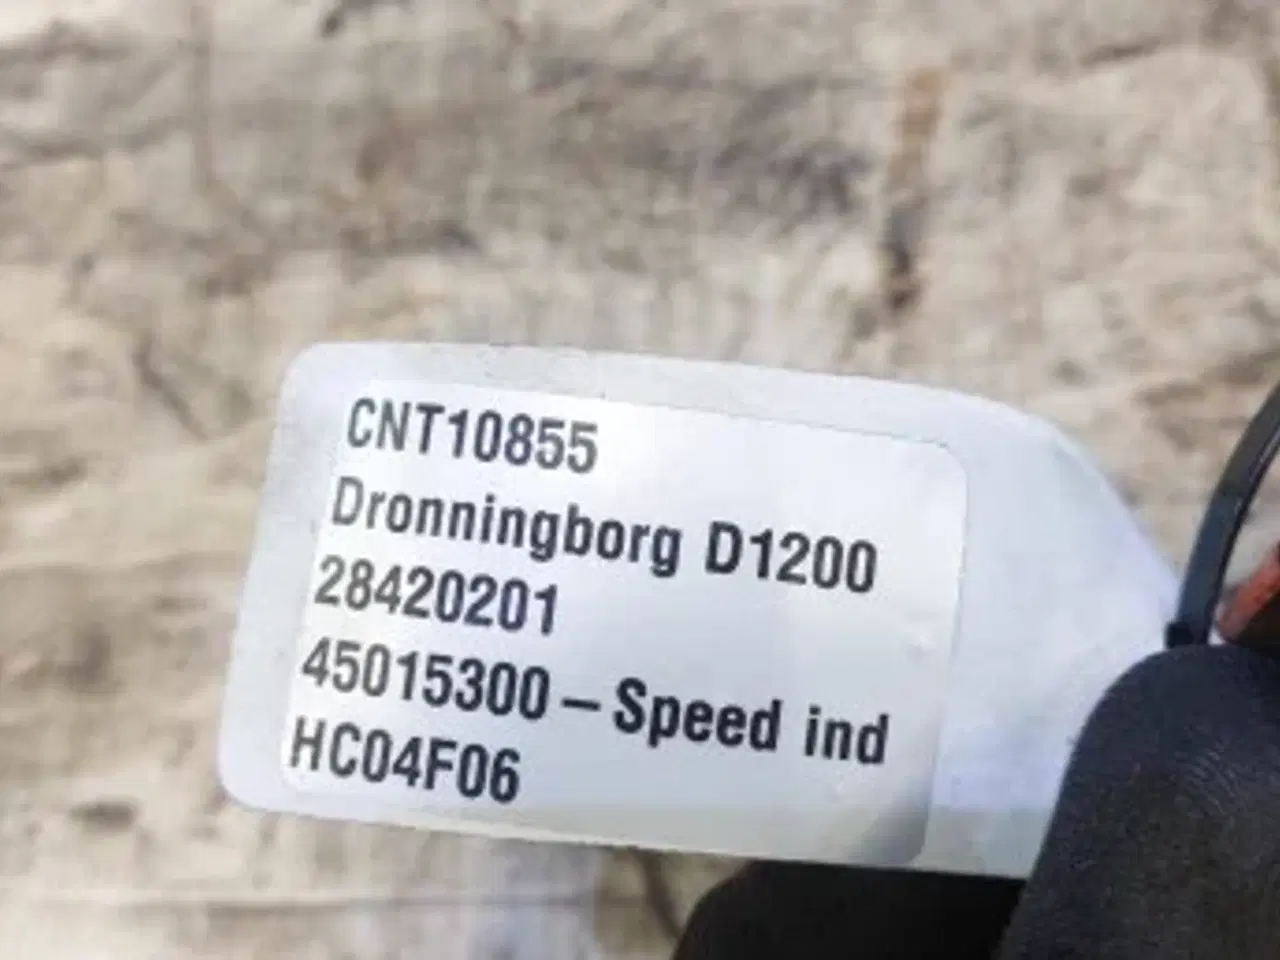 CNT10855
Dronningborg D1200
28420201
45015300 – Speed ind
HC04F06